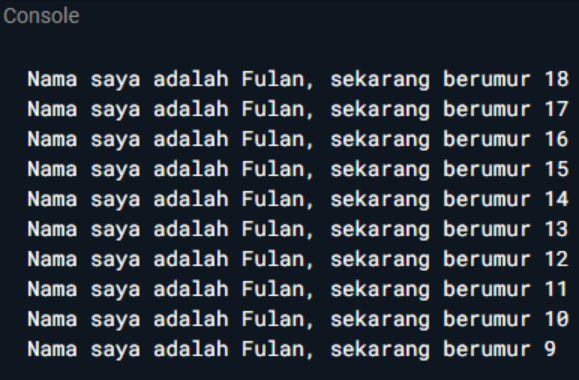 Console
Nama saya adalah Fulan, sekarang berumur 18
Nama saya adalah Fulan, sekarang berumur 17
Nama saya adalah Fulan, sekarang berumur 16
Nama saya adalah Fulan, sekarang berumur 15
Nama saya adalah Fulan, sekarang berumur 14
Nama saya adalah Fulan, sekarang berumur 13
Nama saya adalah Fulan, sekarang berumur 12
Nama saya adalah Fulan, sekarang berumur 11
Nama saya adalah Fulan, sekarang berumur 10
Nama saya adalah Fulan, sekarang berumur 9